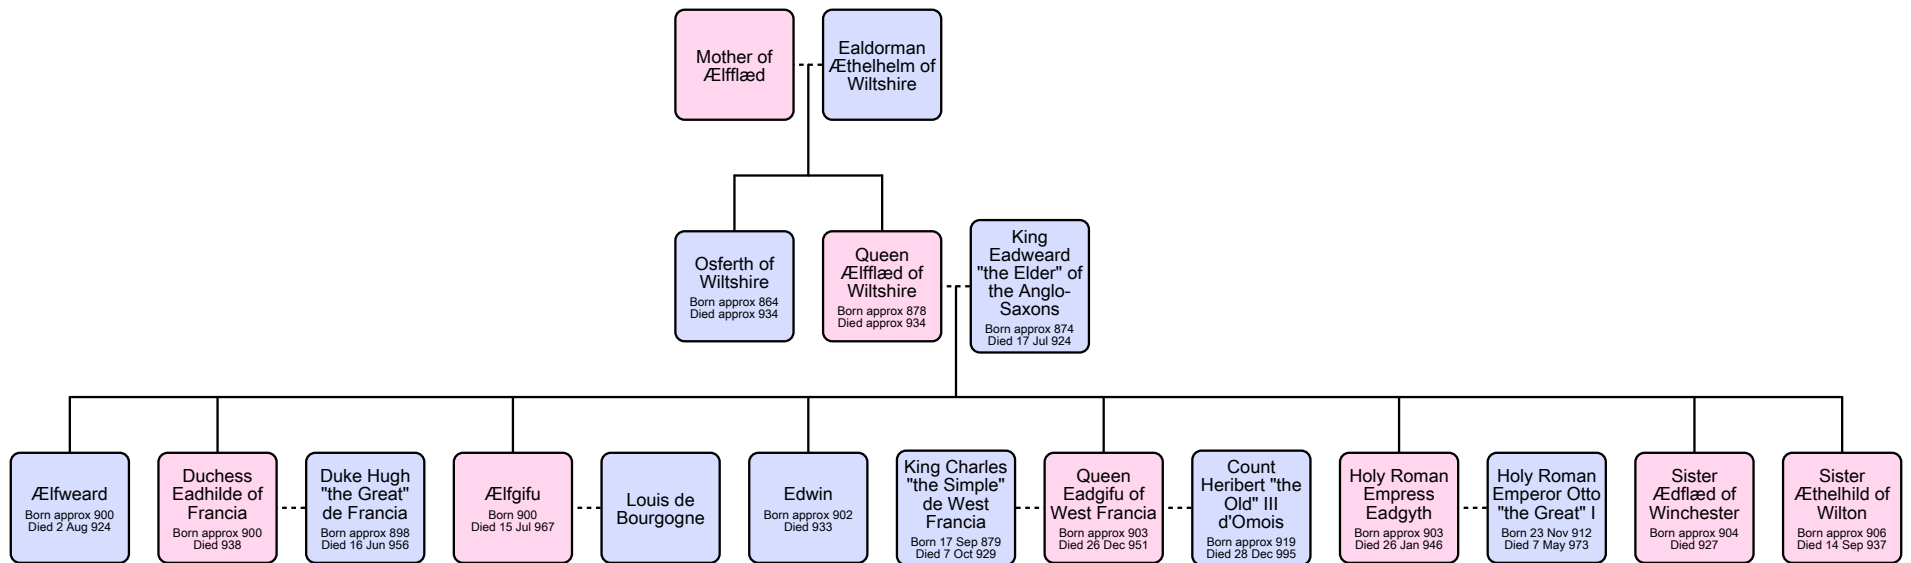 Mother of
Ælfflæd
Ealdorman
Æthelhelm of
Wiltshire
Osferth of
Wiltshire
Born approx 864
Died approx 934
Queen
Ælfflæd of
Wiltshire
Born approx 878
Died approx 934
King
Eadweard
"the Elder" of
the Anglo-
Saxons
Born approx 874
Died 17 Jul 924
Ælfweard
Born approx 900
Died 2 Aug 924
Duchess
Eadhilde of
Francia
Born approx 900
Died 938
Duke Hugh
"the Great"
de Francia
Born approx 898
Died 16 Jun 956
Ælfgifu
Born 900
Died 15 Jul 967
Louis de
Bourgogne
Edwin
Born approx 902
Died 933
King Charles
"the Simple"
de West
Francia
Born 17 Sep 879
Died 7 Oct 929
Queen
Eadgifu of
West Francia
Born approx 903
Died 26 Dec 951
Count
Heribert "the
Old" III
d'Omois
Born approx 919
Died 28 Dec 995
Holy Roman
Empress
Eadgyth
Born approx 903
Died 26 Jan 946
Holy Roman
Emperor Otto
"the Great" I
Born 23 Nov 912
Died 7 May 973
Sister
Ædflæd of
Winchester
Born approx 904
Died 927
Sister
Æthelhild of
Wilton
Born approx 906
Died 14 Sep 937